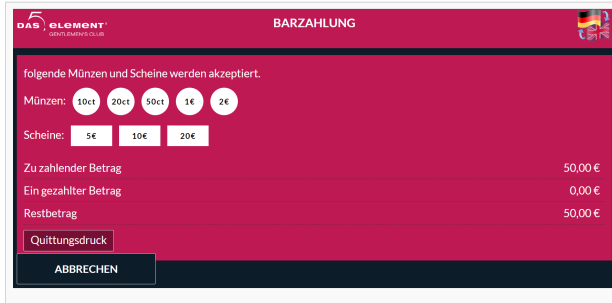 DAS 5 ELEMENT
GENTLEMEN'S CLUB
BARZAHLUNG
folgende Münzen und Scheine werden akzeptiert.
Münzen: 10ct 20ct 50ct 1€ 2€
Scheine: 5€ 10€ 20€
Zu zahlender Betrag 50,00 €
Ein gezahlter Betrag 0,00 €
Restbetrag 50,00 €
Quittungsdruck
ABBRECHEN